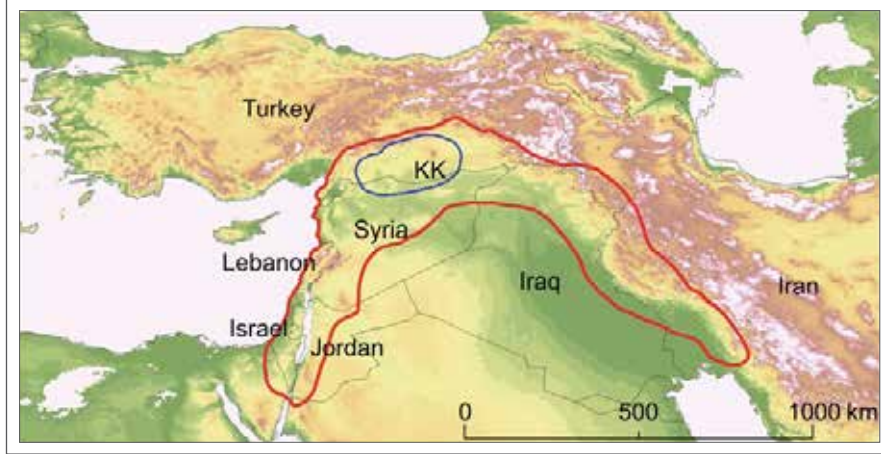 Turkey
KK
Syria
Lebanon
Iraq
Iran
Israel
Jordan
0 500 1000 km